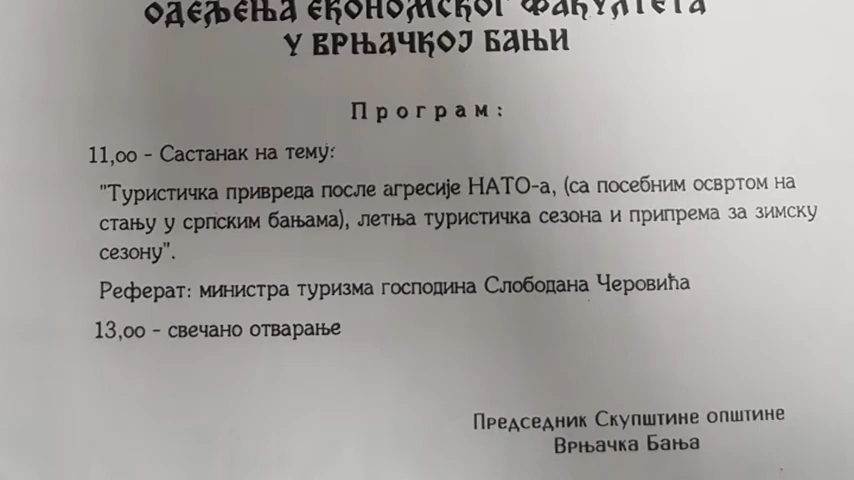 ОДЕЉЕЊА ЕКОНОМСКОГ ФАКУЛТЕТА
У ВРЊАЧКОЈ БАЊИ
Програм:
11,оо - Састанак на тему:
"Туристичка привреда после агресије НАТО-а, (са посебним освртом на
стању у српским бањама), летња туристичка сезона и припрема за зимску
сезону".
Реферат: министра туризма господина Слободана Черовића
13,оо - свечано отварање
Председник Скупштине општине
Врњачка Бања